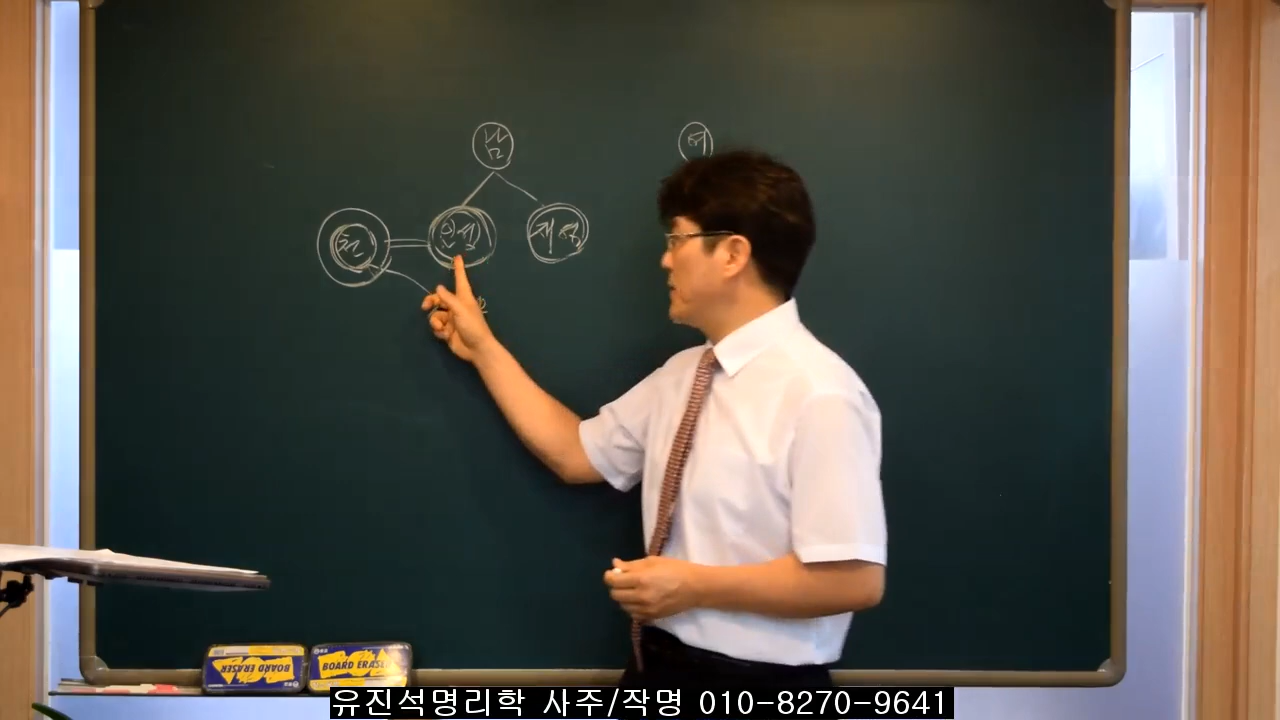 남
여
천
인성
재성
BOARD ERASER
BOARD ERASER
유진석명리학 사주/작명 010-8270-9641